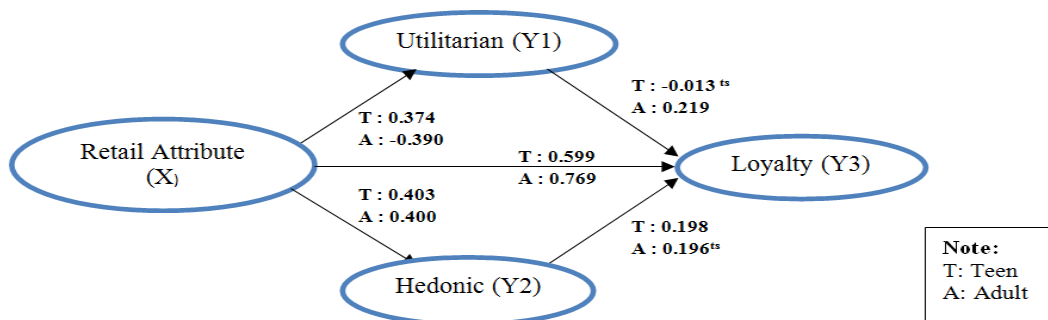 Utilitarian (Y1)
T : -0.013 ts
A : 0.219
T : 0.374
A : -0.390
Retail Attribute
(X)
T : 0.599
A : 0.769
Loyalty (Y3)
T : 0.403
A : 0.400
T : 0.198
A : 0.196ts
Hedonic (Y2)
Note:
T: Teen
A: Adult